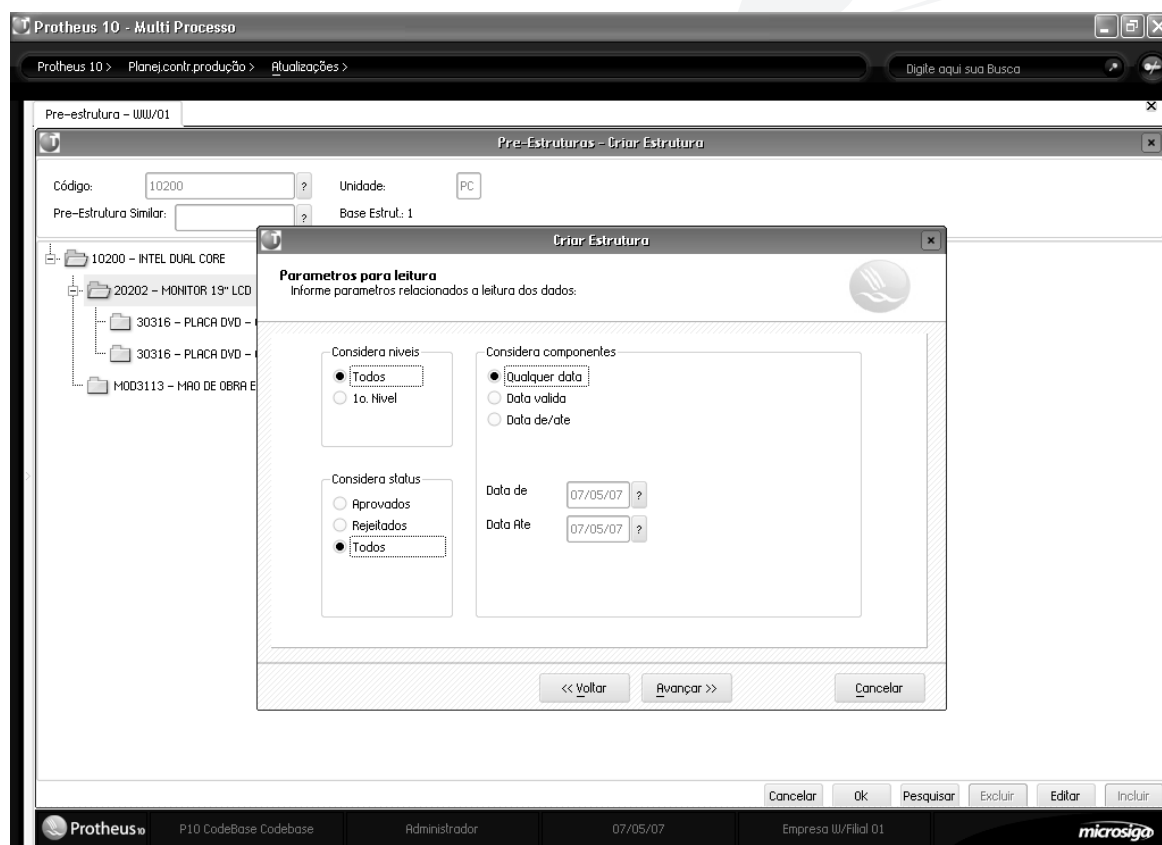 Protheus 10 - Multi Processo
Protheus 10 > Planej.contr.produção > Atualizações >
Digite aqui sua Busca
Pre-estrutura - WW/01
Pre-Estruturas - Criar Estrutura
Código: 10200 ? Unidade: PC
Pre-Estrutura Similar: ? Base Estrut.: 1
Criar Estrutura
10200 - INTEL DUAL CORE
20202 - MONITOR 19" LCD
30316 - PLACA DVD -
30316 - PLACA DVD -
MOD3113 - MAO DE OBRA E
Parametros para leitura
Informe parametros relacionados a leitura dos dados:
Considera niveis
Todos
1o. Nivel
Considera componentes
Qualquer data
Data valida
Data de/ate
Considera status
Aprovados
Rejeitados
Todos
Data de 07/05/07 ?
Data Ate 07/05/07 ?
<< Voltar Avançar >> Cancelar
Cancelar Ok Pesquisar Excluir Editar Incluir
Protheus10 P10 CodeBase Codebase Administrador 07/05/07 Empresa W/Filial 01 microsiga